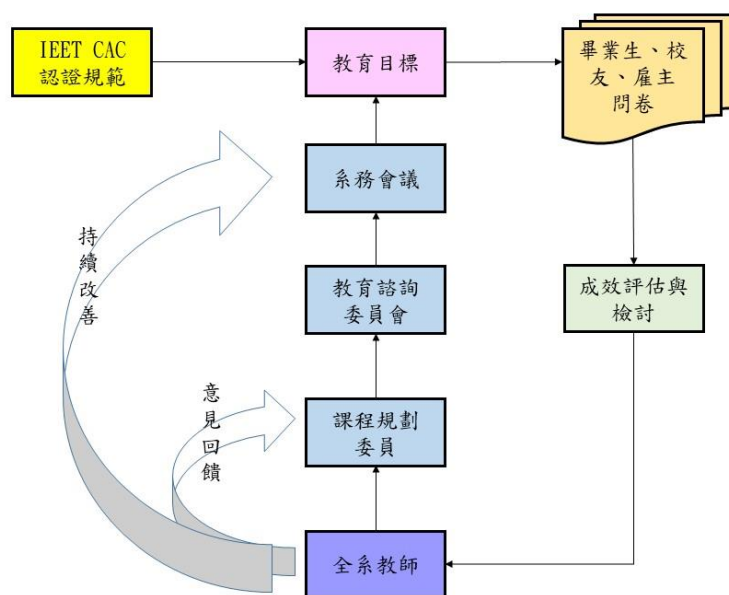 IEET CAC
認證規範
教育目標
畢業生、校
友、雇主
問卷
系務會議
持續改善
教育諮詢
委員會
成效評估與
檢討
意見回饋
課程規劃
委員
全系教師